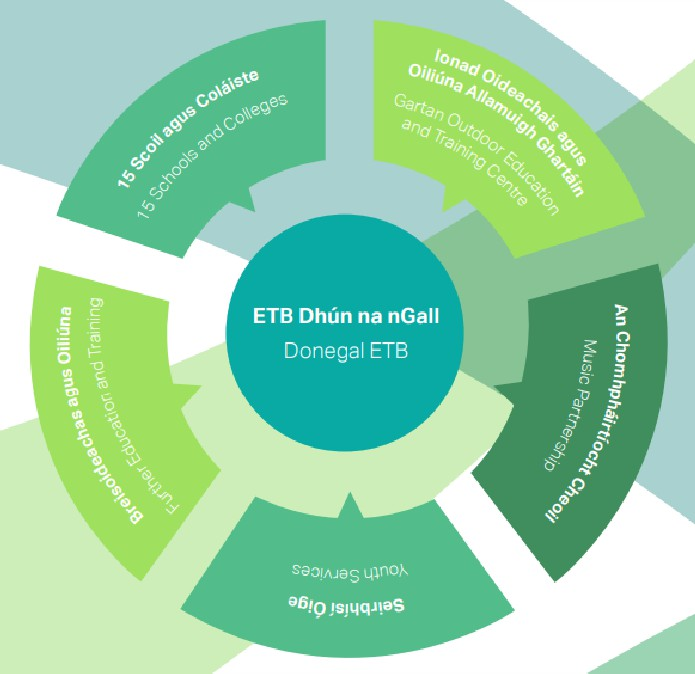 15 Scoil agus Coláiste
15 Schools and Colleges
Ionad Oideachais agus
Oiliúna Allamuigh Ghartáin
Gartan Outdoor Education
and Training Centre
ETB Dhún na nGall
Donegal ETB
An Chomhpháirtíocht Cheoil
Music Partnership
Seirbhísí Óige
Youth Services
Breisoideachas agus Oiliúna
Further Education and Training